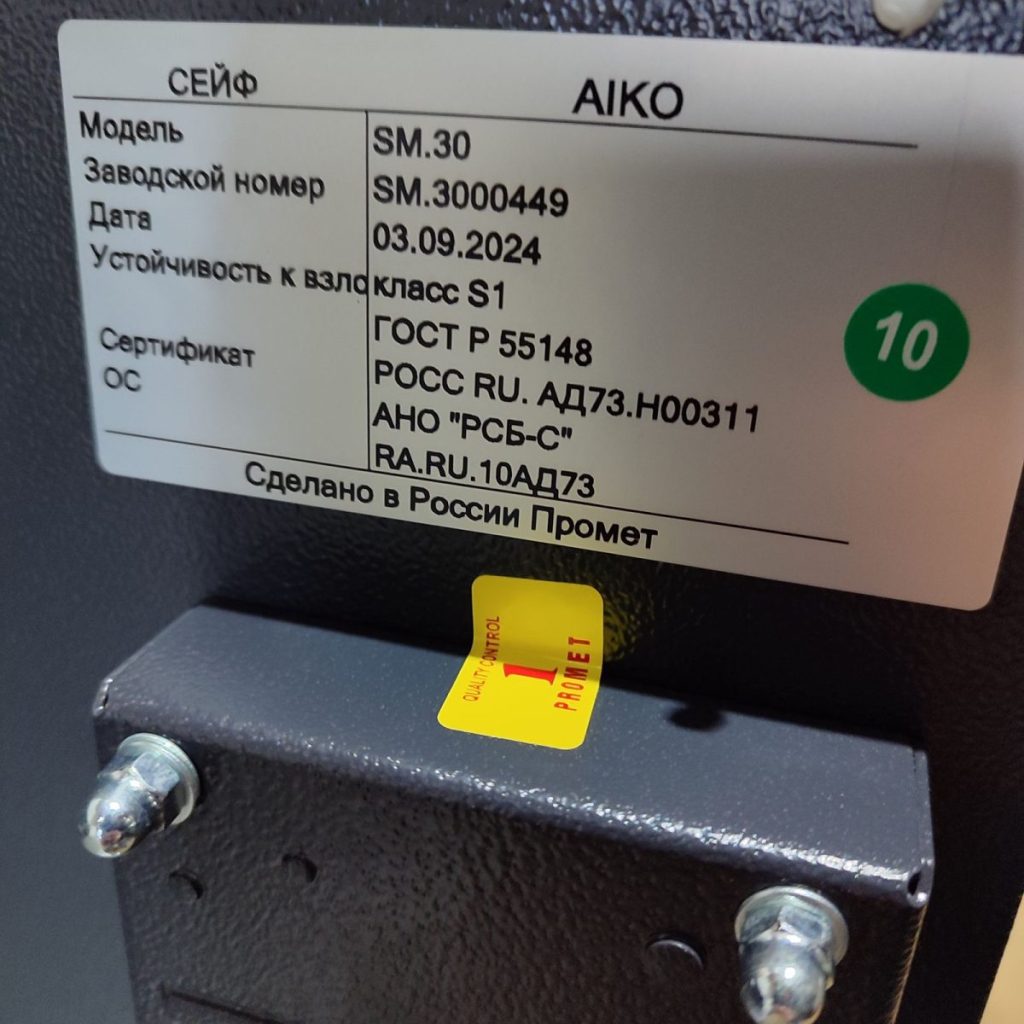 СЕЙФ AIKO
Модель SM.30
Заводской номер SM.3000449
Дата 03.09.2024
Устойчивость к взло класс S1
ГОСТ Р 55148
Сертификат РОСС RU. АД73.Н00311
ОС АНО "РСБ-С"
RA.RU.10АД73
Сделано в России Промет
10
QUALITY CONTROL
1
PROMET